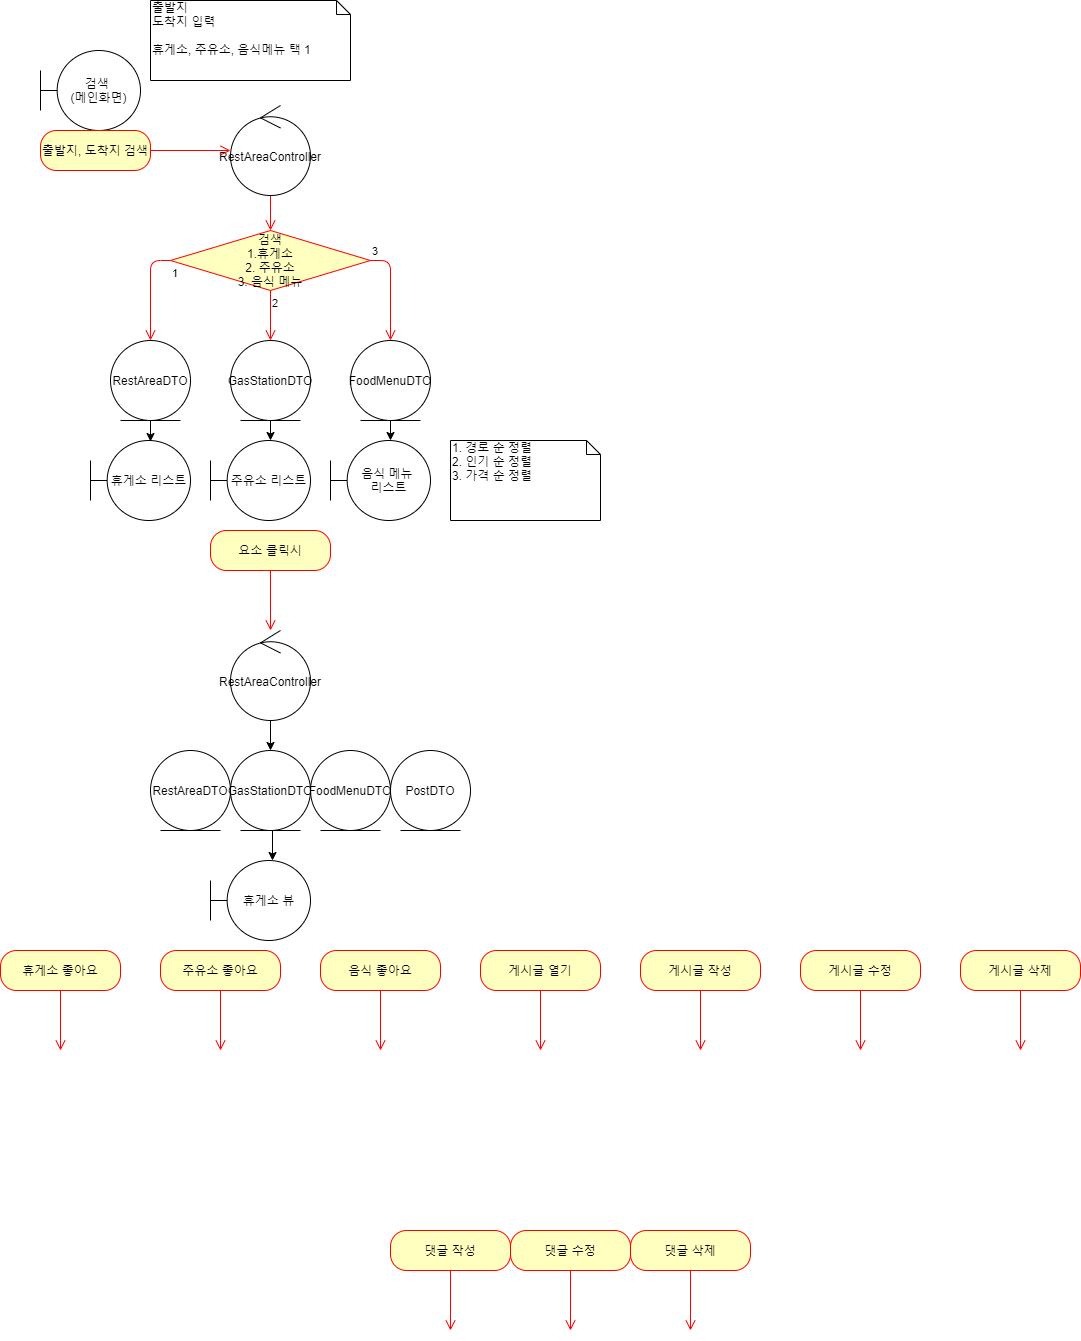 출발지
도착지 입력
휴게소, 주유소, 음식메뉴 택 1
검색
(메인화면)
출발지, 도착지 검색
RestAreaController
검색
1.휴게소
2. 주유소
3. 음식 메뉴
1
2
3
RestAreaDTO
GasStationDTO
FoodMenuDTO
휴게소 리스트
주유소 리스트
음식 메뉴
리스트
1. 경로 순 정렬
2. 인기 순 정렬
3. 가격 순 정렬
요소 클릭시
RestAreaController
RestAreaDTO
GasStationDTO
FoodMenuDTO
PostDTO
휴게소 뷰
휴게소 좋아요
주유소 좋아요
음식 좋아요
게시글 열기
게시글 작성
게시글 수정
게시글 삭제
댓글 작성
댓글 수정
댓글 삭제